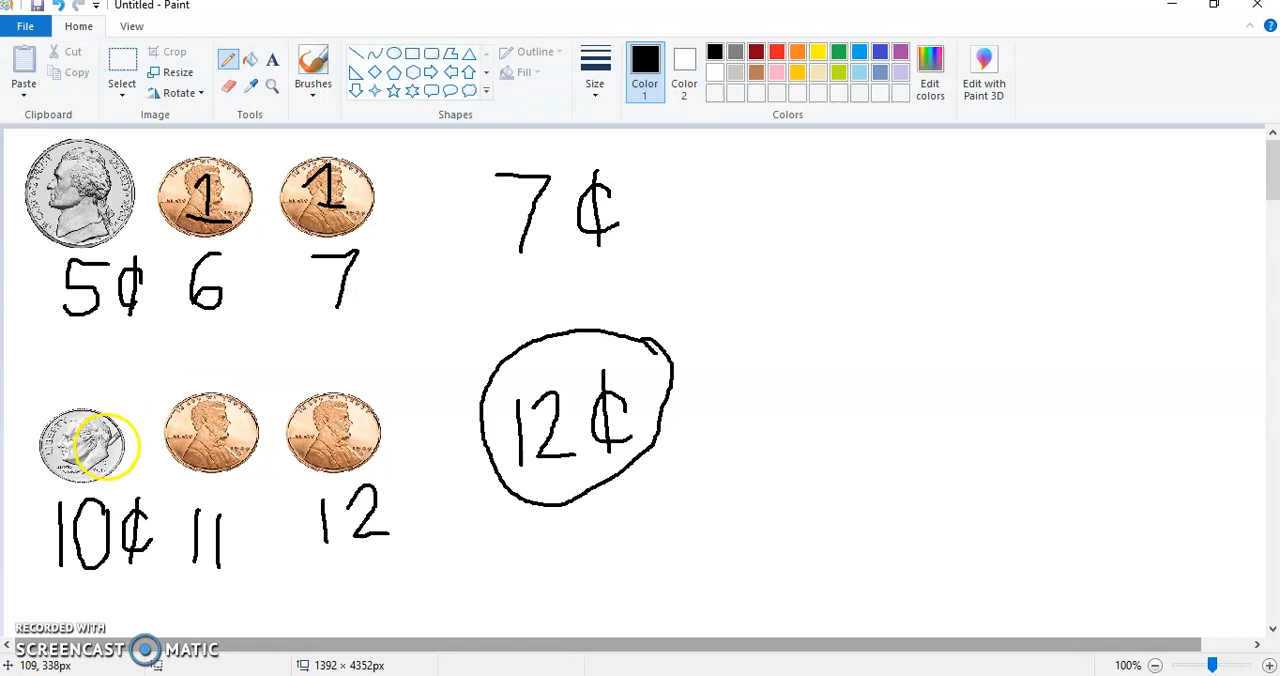 Untitled - Paint
File Home View
Paste
Cut
Copy
Clipboard
Select
Crop
Resize
Rotate
Image
Tools
Brushes
Shapes
Outline
Fill
Size
Color 1
Color 2
Edit colors
Colors
Edit with Paint 3D
1 1
7¢
5¢ 6 7
12¢
10¢ 11 12
RECORDED WITH
SCREENCAST MATIC
109, 338px
1392 × 4352px
100%